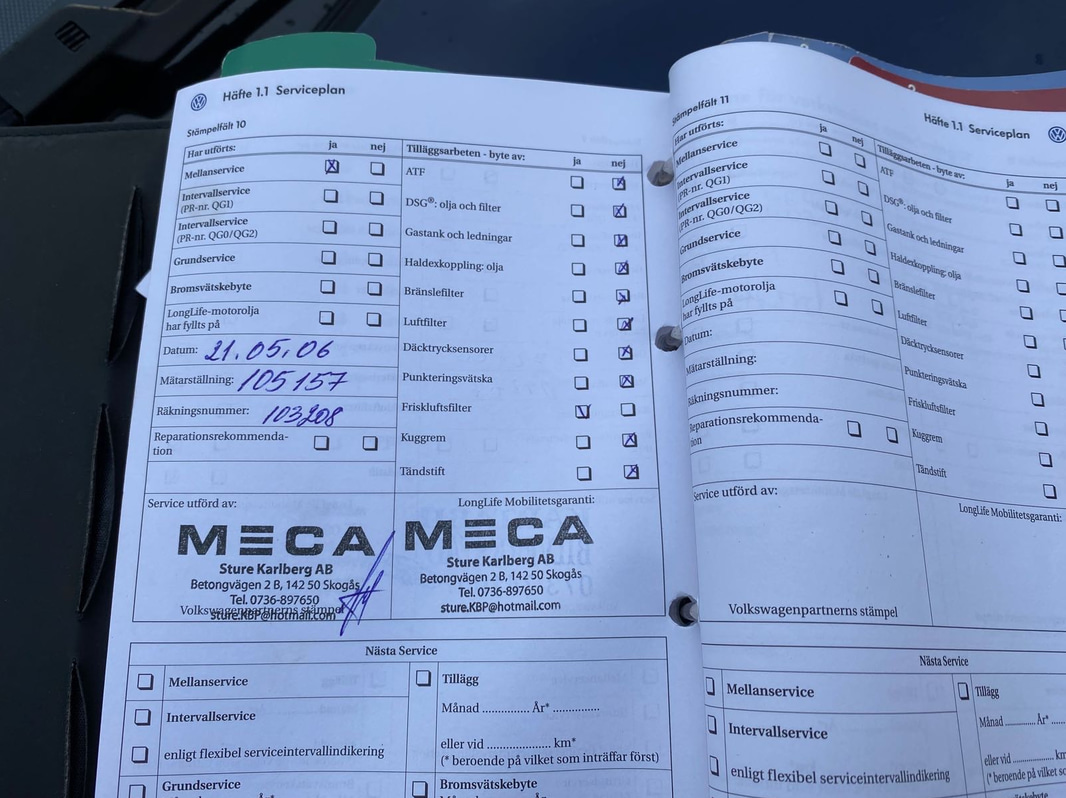 Häfte 1.1 Serviceplan
Stämpelfält 10
Har utförts: ja nej
Mellanservice
Intervallservice
(PR-nr. QG1)
Intervallservice
(PR-nr. QG0/QG2)
Grundservice
Bromsvätskebyte
LongLife-motorolja
har fyllts på
Datum: 21.05.06
Mätarställning: 105157
Räkningsnummer: 103208
Reparationsrekommenda-
tion
Tilläggsarbeten - byte av: ja nej
ATF
DSG®: olja och filter
Gastank och ledningar
Haldexkoppling: olja
Bränslefilter
Luftfilter
Däcktrycksensorer
Punkteringsvätska
Friskluftsfilter
Kuggrem
Tändstift
Service utförd av:
MECA
Sture Karlberg AB
Betongvägen 2 B, 142 50 Skogås
Tel. 0736-897650
Volkswagenpartnerns stämpel
sture.KBP@hotmail.com
LongLife Mobilitetsgaranti:
MECA
Sture Karlberg AB
Betongvägen 2 B, 142 50 Skogås
Tel. 0736-897650
sture.KBP@hotmail.com
Nästa Service
Mellanservice
Intervallservice
enligt flexibel serviceintervallindikering
Grundservice
Tillägg
Månad ............... År* ..............
eller vid ..................... km*
(* beroende på vilket som inträffar först)
Bromsvätskebyte
Stämpelfält 11
Häfte 1.1 Serviceplan
Har utförts: ja nej
Mellanservice
Intervallservice
(PR-nr. QG1)
Intervallservice
(PR-nr. QG0/QG2)
Grundservice
Bromsvätskebyte
LongLife-motorolja
har fyllts på
Datum:
Mätarställning:
Räkningsnummer:
Reparationsrekommenda-
tion
Tilläggsarbeten - byte av: ja nej
ATF
DSG®: olja och filter
Gastank och ledningar
Haldexkoppling: olja
Bränslefilter
Luftfilter
Däcktrycksensorer
Punkteringsvätska
Friskluftsfilter
Kuggrem
Tändstift
Service utförd av:
Volkswagenpartnerns stämpel
LongLife Mobilitetsgaranti:
Nästa Service
Mellanservice
Intervallservice
enligt flexibel serviceintervallindikering
Tillägg
Månad ............ År* ....
eller vid .................. km
(* beroende på vilket som